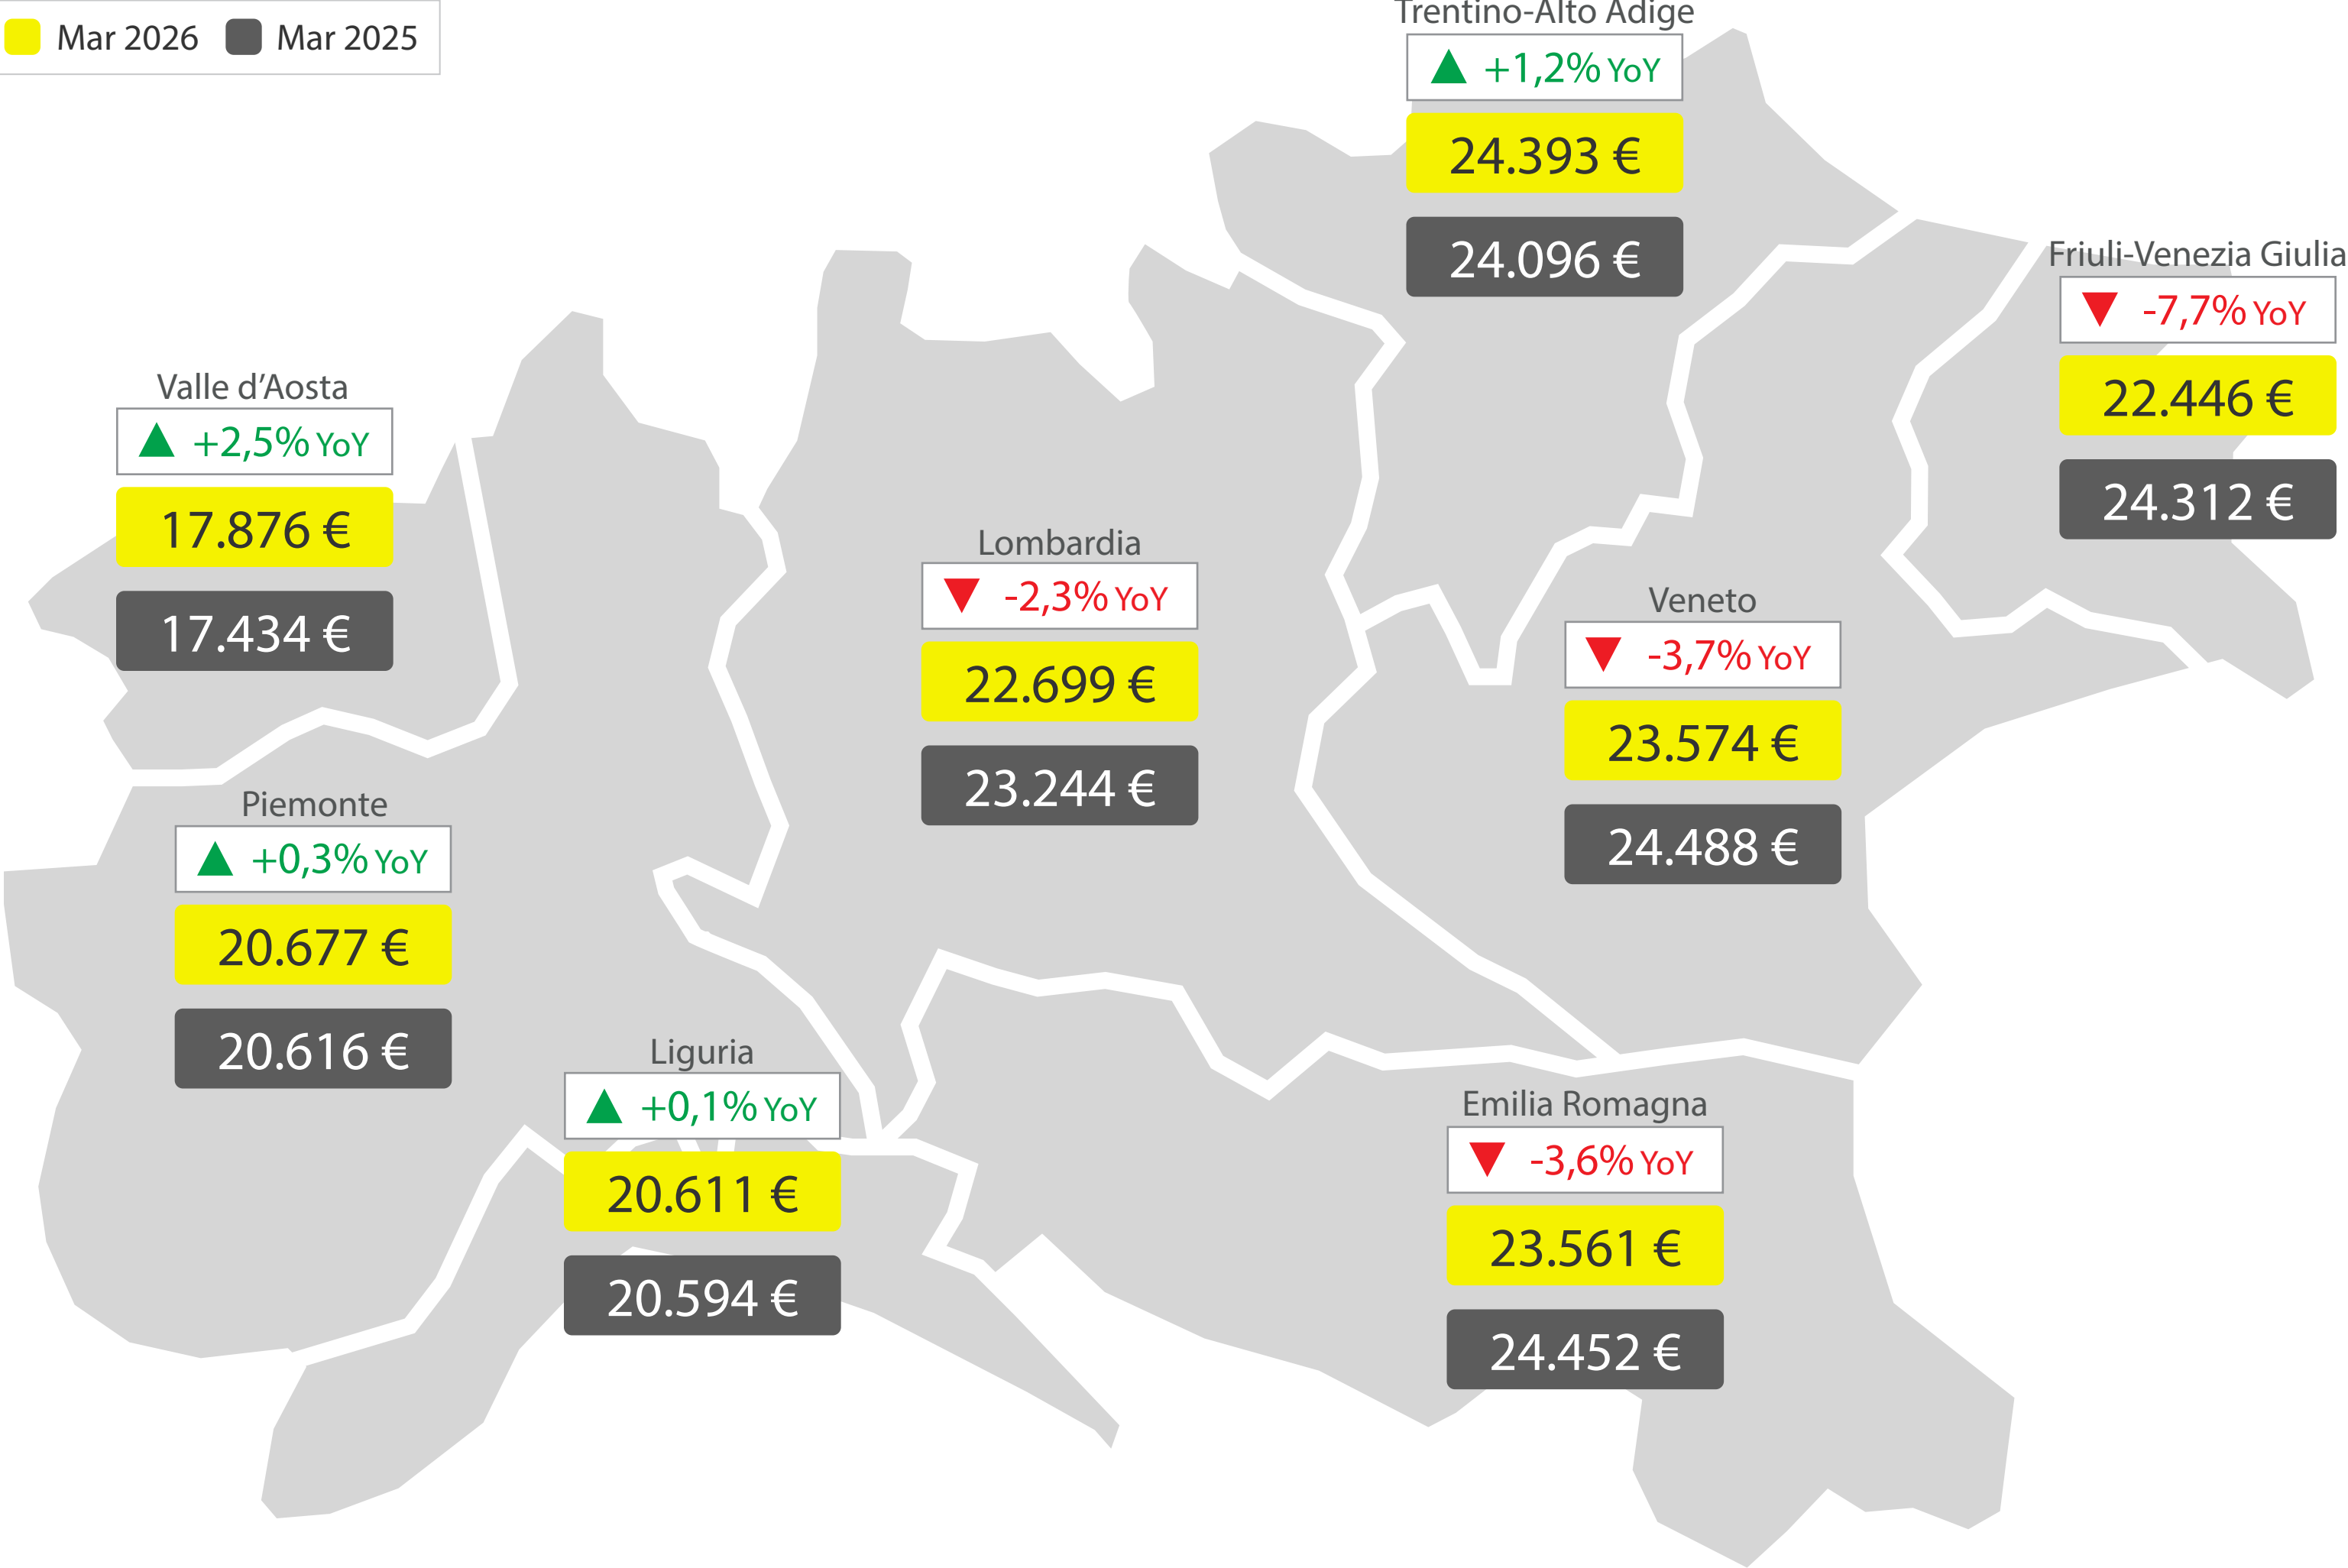 Mar 2026 Mar 2025
Trentino-Alto Adige
+1,2% YoY
24.393 €
24.096 €
Friuli-Venezia Giulia
-7,7% YoY
22.446 €
24.312 €
Valle d’Aosta
+2,5% YoY
17.876 €
17.434 €
Lombardia
-2,3% YoY
22.699 €
23.244 €
Veneto
-3,7% YoY
23.574 €
24.488 €
Piemonte
+0,3% YoY
20.677 €
20.616 €
Liguria
+0,1% YoY
20.611 €
20.594 €
Emilia Romagna
-3,6% YoY
23.561 €
24.452 €